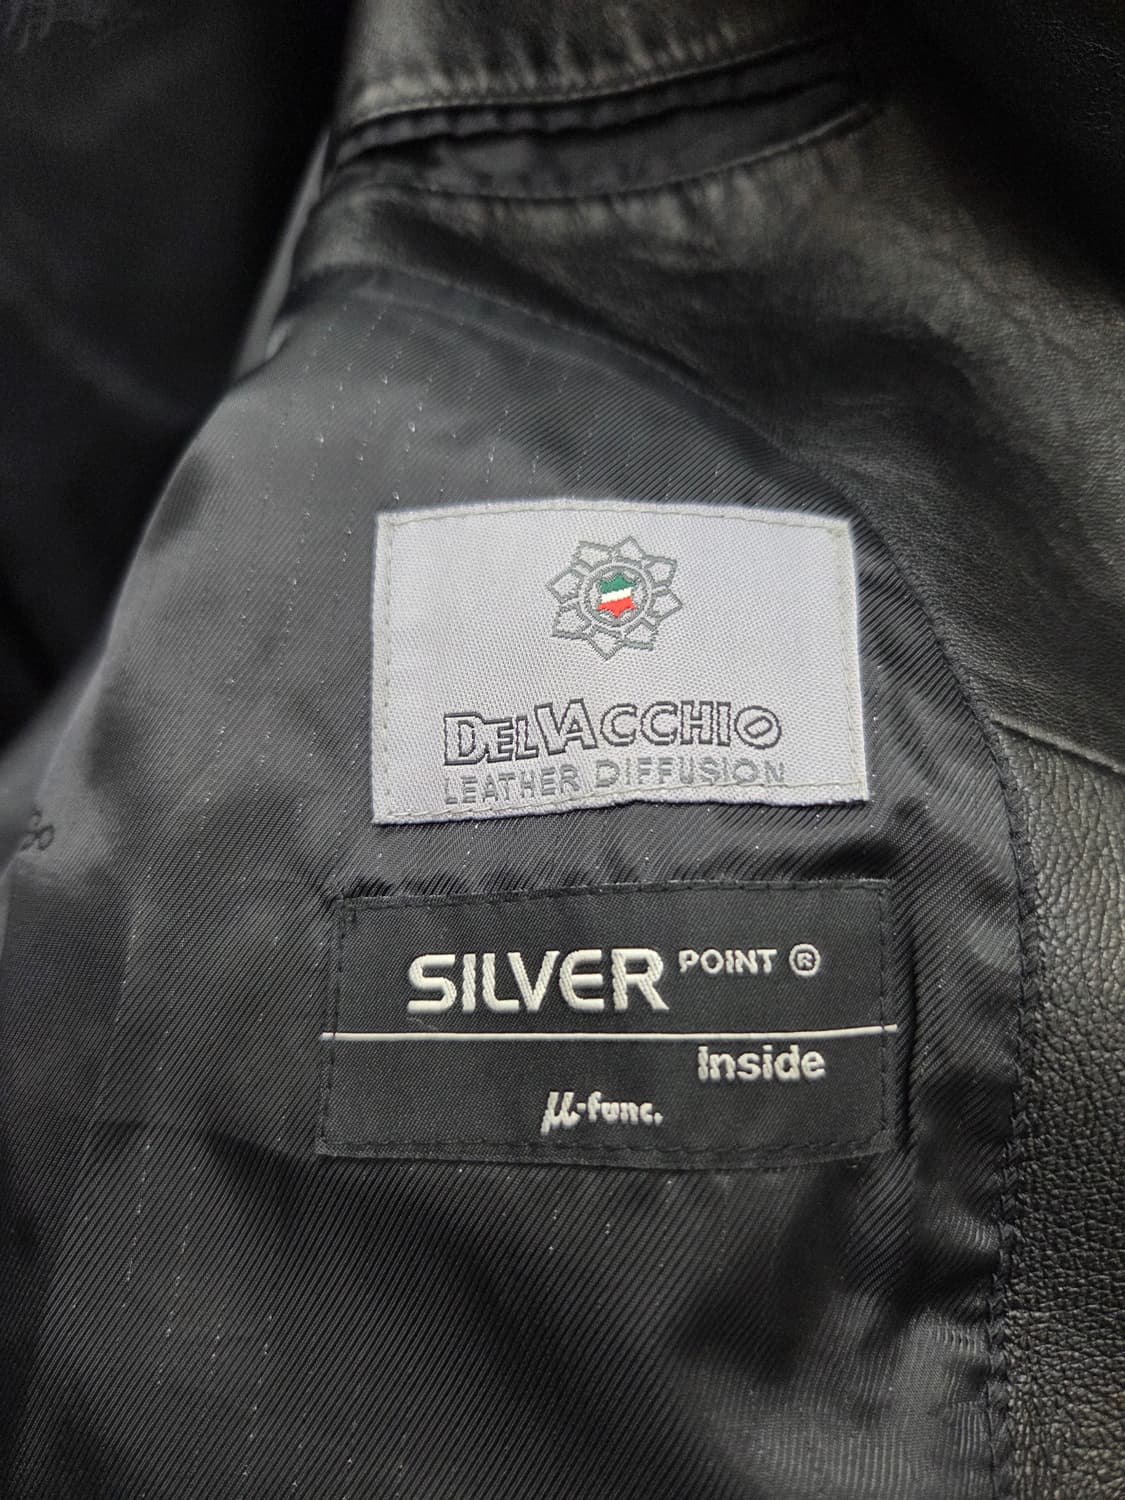 DELVACCHIO
LEATHER DIFFUSION
SILVER POINT ®
Inside
μ-func.